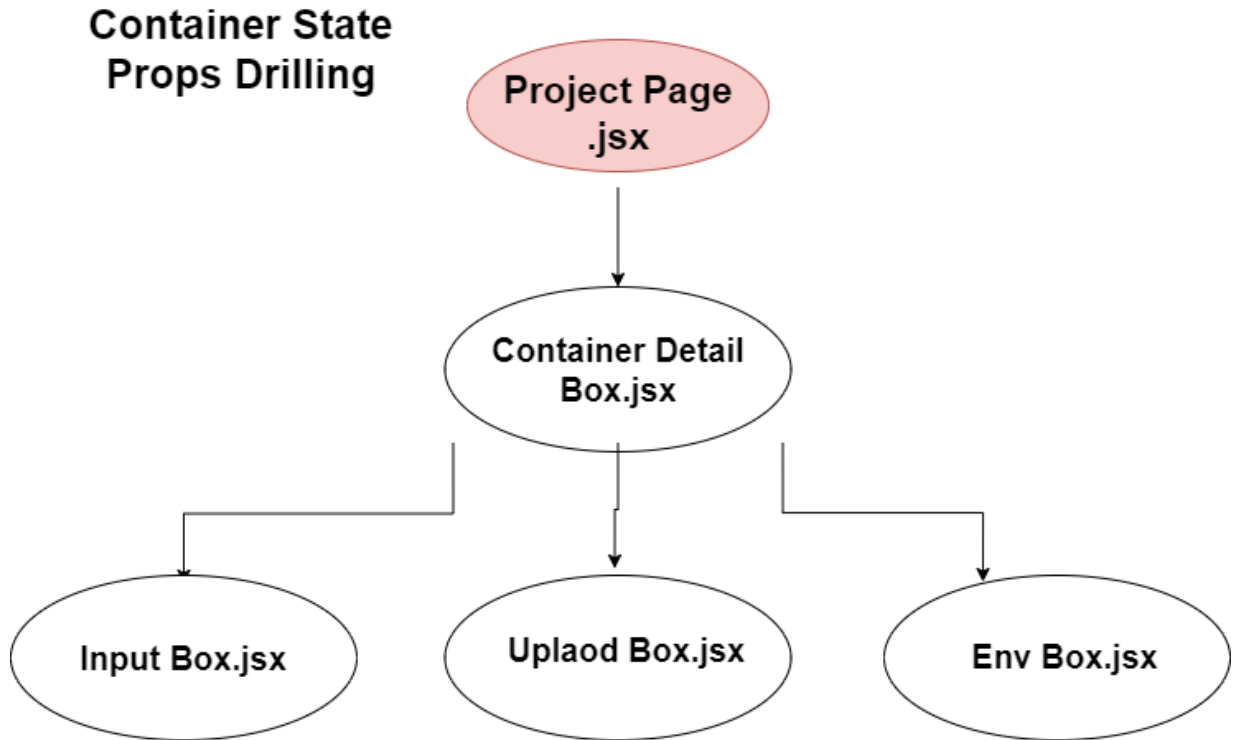 Container State
Props Drilling
Project Page
.jsx
Container Detail
Box.jsx
Input Box.jsx
Uplaod Box.jsx
Env Box.jsx